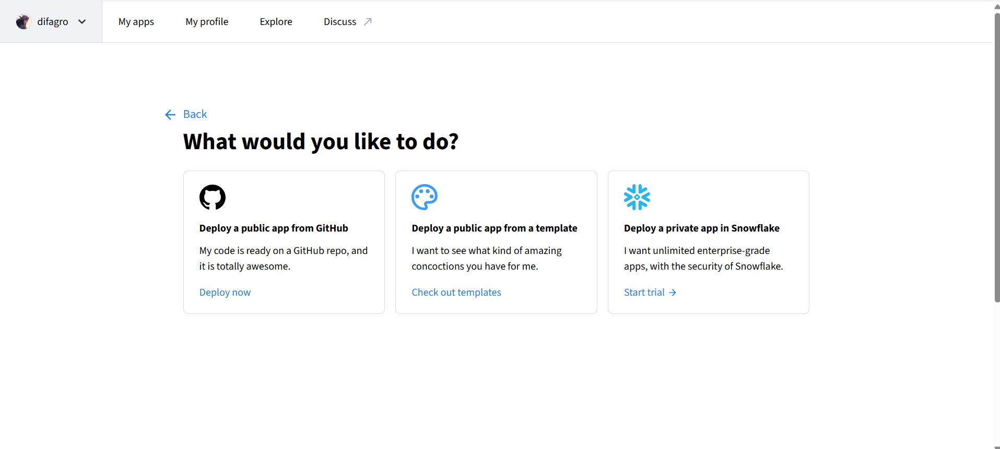 difagro My apps My profile Explore Discuss
Back
What would you like to do?
Deploy a public app from GitHub
My code is ready on a GitHub repo, and
it is totally awesome.
Deploy now
Deploy a public app from a template
I want to see what kind of amazing
concoctions you have for me.
Check out templates
Deploy a private app in Snowflake
I want unlimited enterprise-grade
apps, with the security of Snowflake.
Start trial